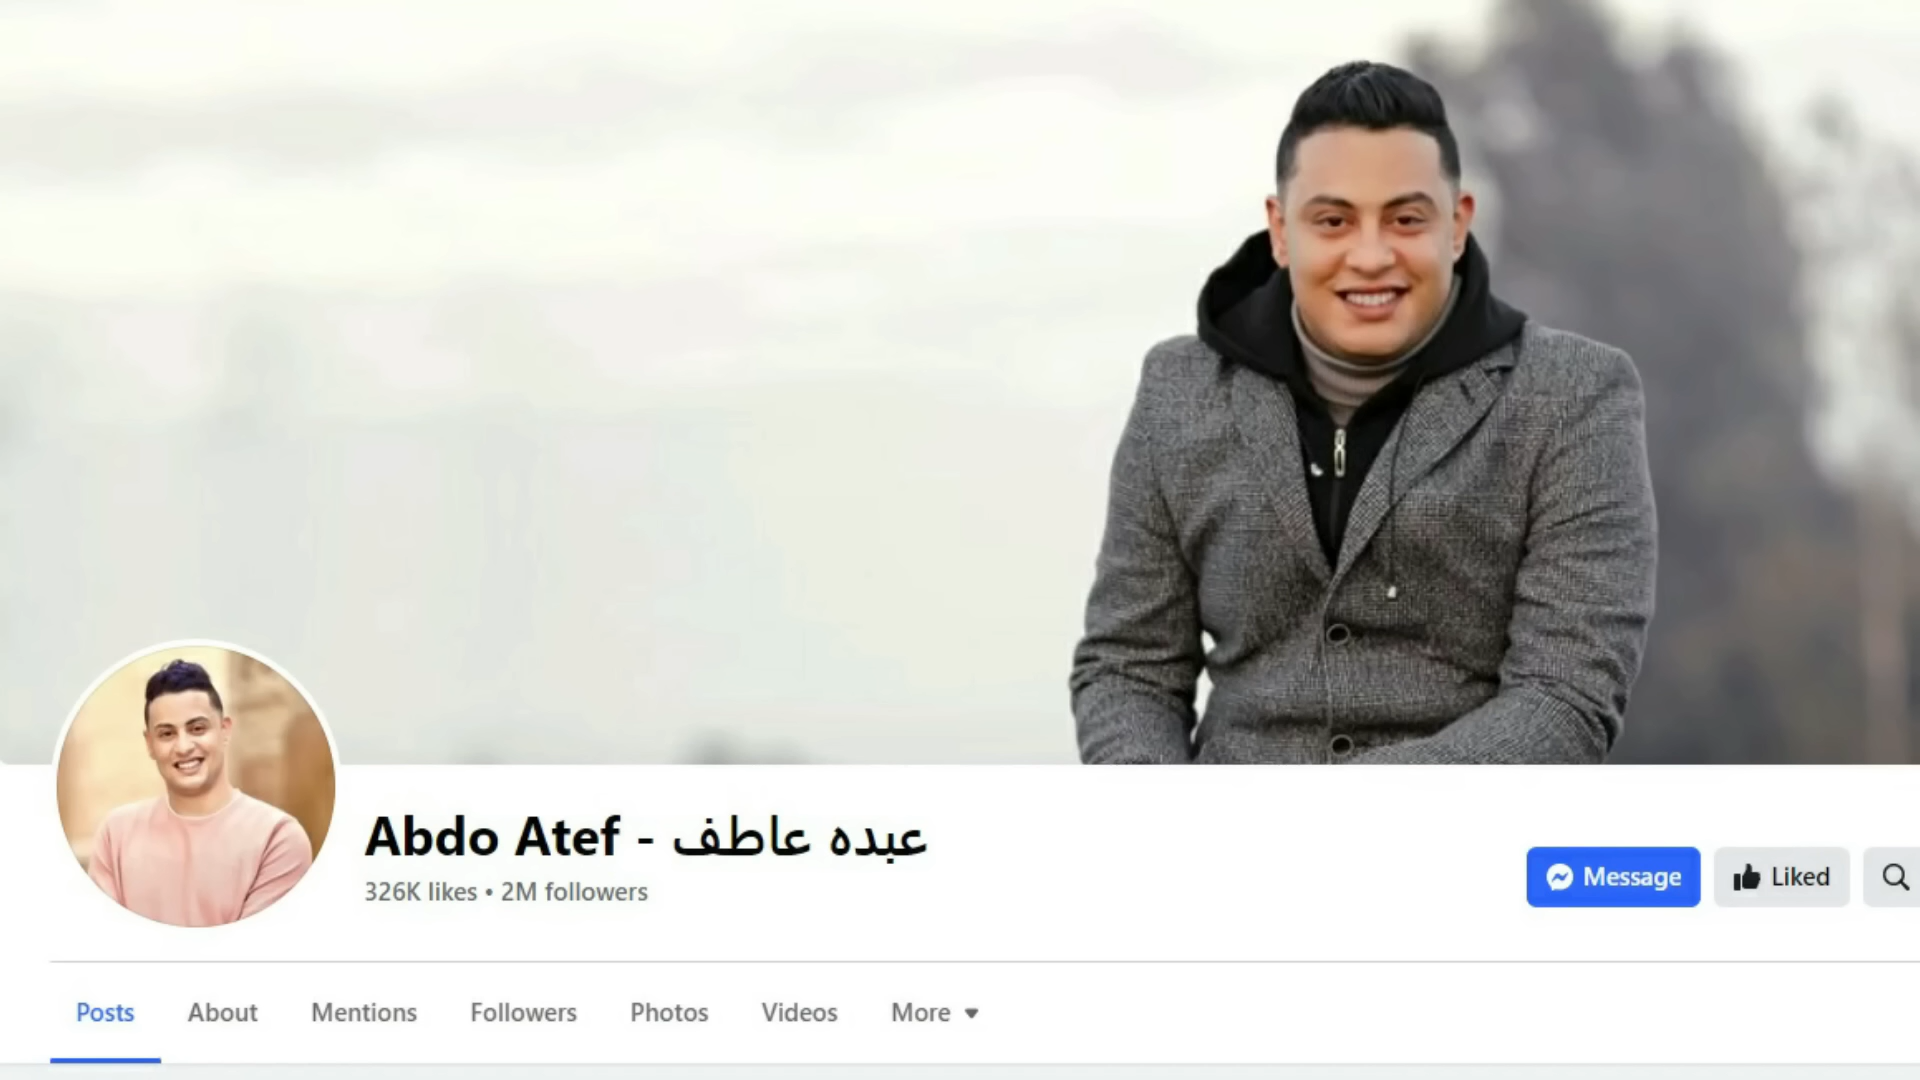 Abdo Atef - عبده عاطف
326K likes • 2M followers
Message
Liked
Posts
About
Mentions
Followers
Photos
Videos
More